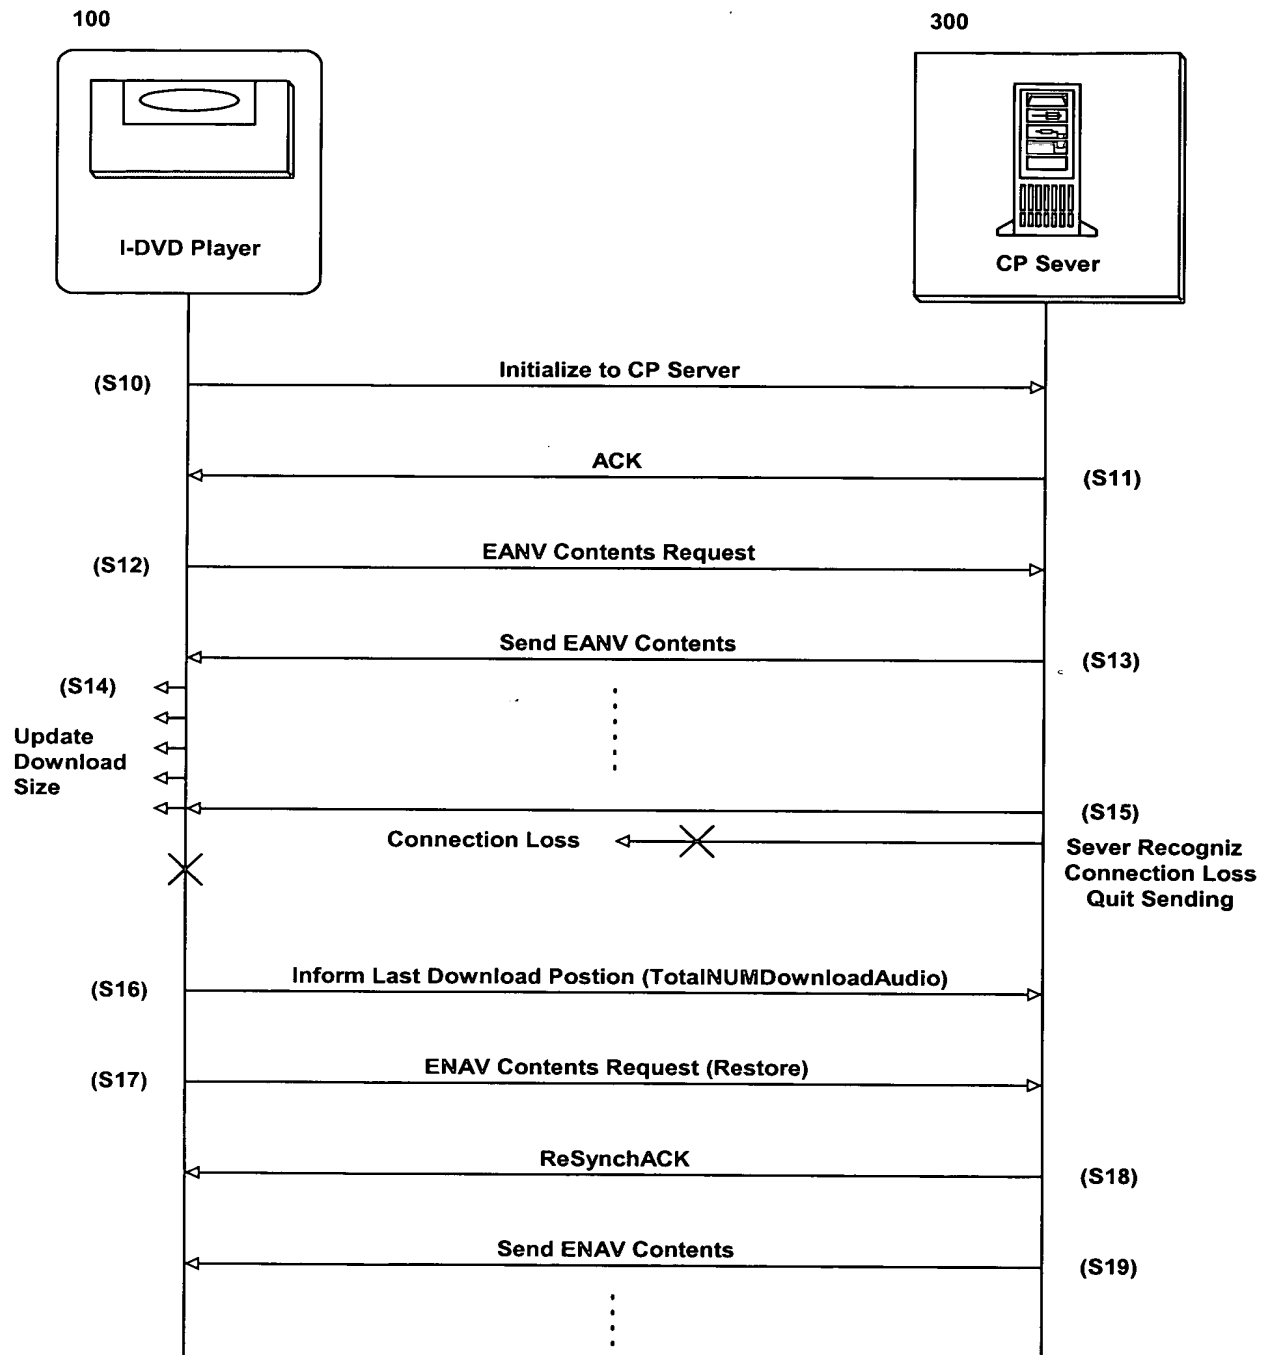 100
300
I-DVD Player
CP Sever
Initialize to CP Server
(S10)
ACK
(S11)
EANV Contents Request
(S12)
Send EANV Contents
(S13)
(S14)
Update
Download
Size
(S15)
Connection Loss
Sever Recogniz
Connection Loss
Quit Sending
Inform Last Download Postion (TotalNUMDownloadAudio)
(S16)
ENAV Contents Request (Restore)
(S17)
ReSynchACK
(S18)
Send ENAV Contents
(S19)